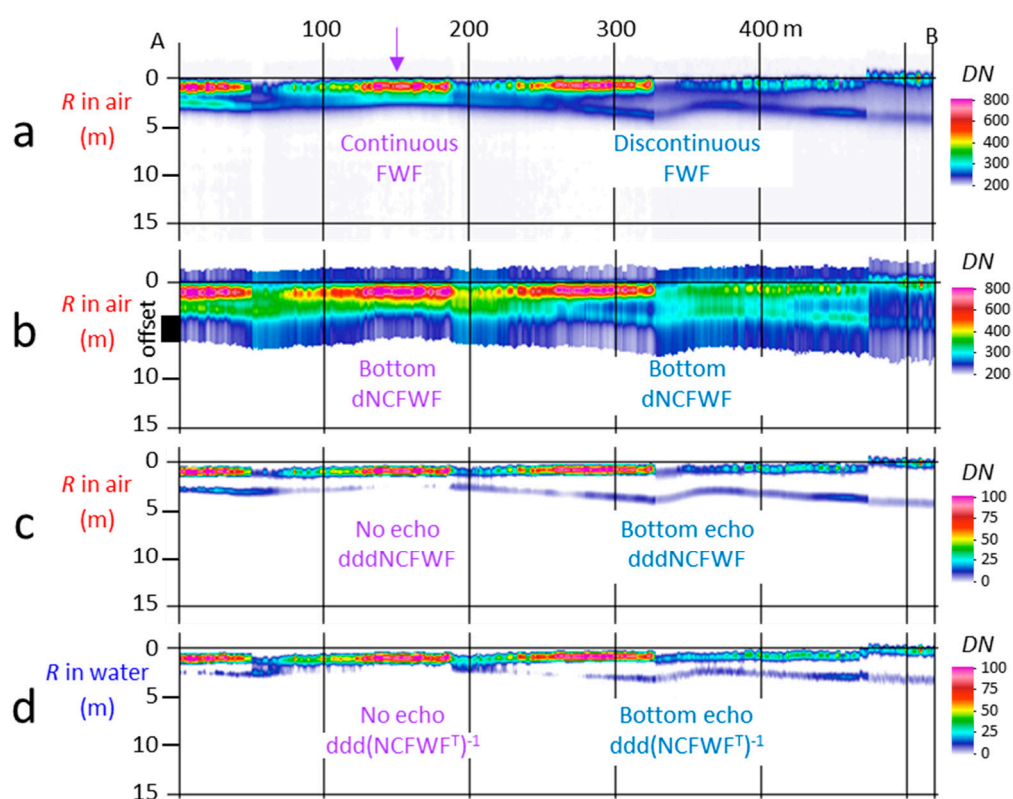 A 100 200 300 400 m B
a
R in air
(m)
0
5
10
15
Continuous
FWF
Discontinuous
FWF
DN
800
600
400
300
200
b
R in air
(m)
offset
0
10
15
Bottom
dNCFWF
Bottom
dNCFWF
DN
800
600
400
300
200
c
R in air
(m)
0
5
10
15
No echo
dddNCFWF
Bottom echo
dddNCFWF
DN
100
75
50
25
0
d
R in water
(m)
0
5
10
15
No echo
ddd(NCFWFᵀ)⁻¹
Bottom echo
ddd(NCFWFᵀ)⁻¹
DN
100
75
50
25
0